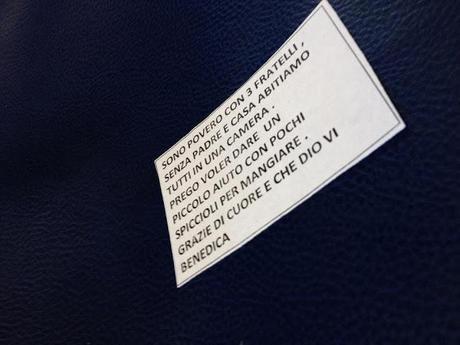 SONO POVERO CON 3 FRATELLI ,
SENZA PADRE E CASA ABITIAMO
TUTTI IN UNA CAMERA .
PREGO VOLER DARE UN
PICCOLO AIUTO CON POCHI
SPICCIOLI PER MANGIARE .
GRAZIE DI CUORE E CHE DIO VI
BENEDICA